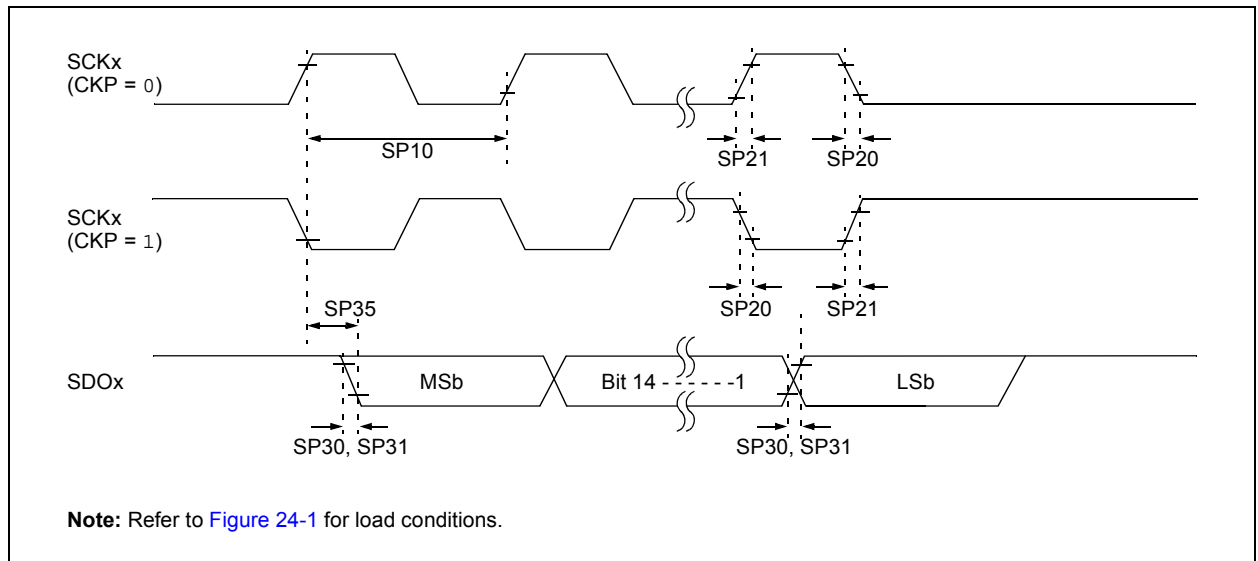 SCKx
(CKP = 0)
SP10
SP21
SP20
SCKx
(CKP = 1)
SP35
SP20
SP21
SDOx
MSb
Bit 14 - - - - - -1
LSb
SP30, SP31
SP30, SP31
Note: Refer to Figure 24-1 for load conditions.